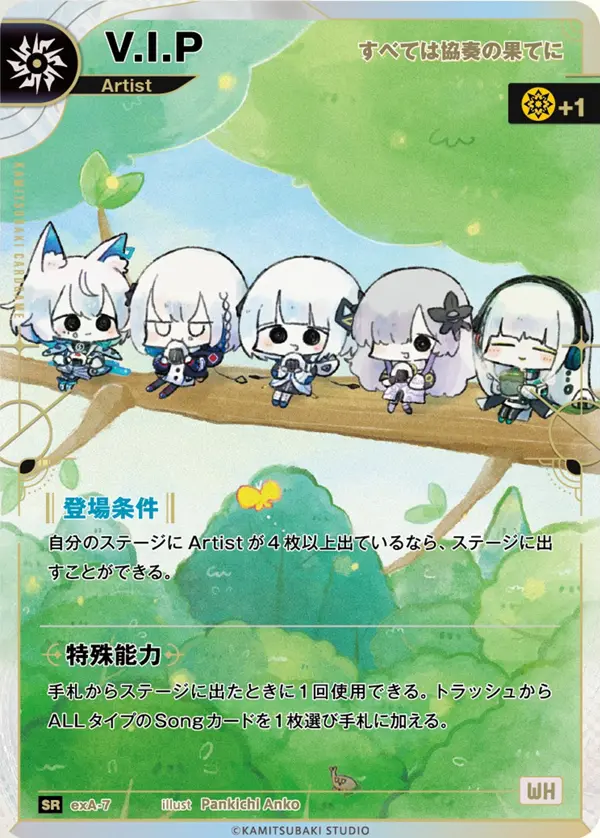 V.I.P
すべては協奏の果てに
Artist
+1
KAMITSUBAKI CARD GAME
登場条件
自分のステージに Artist が４枚以上出ているなら、ステージに出
すことができる。
特殊能力
手札からステージに出たときに１回使用できる。トラッシュから
ALLタイプのSongカードを１枚選び手札に加える。
SR exA-7 illust Pankichi Anko
WH
©KAMITSUBAKI STUDIO